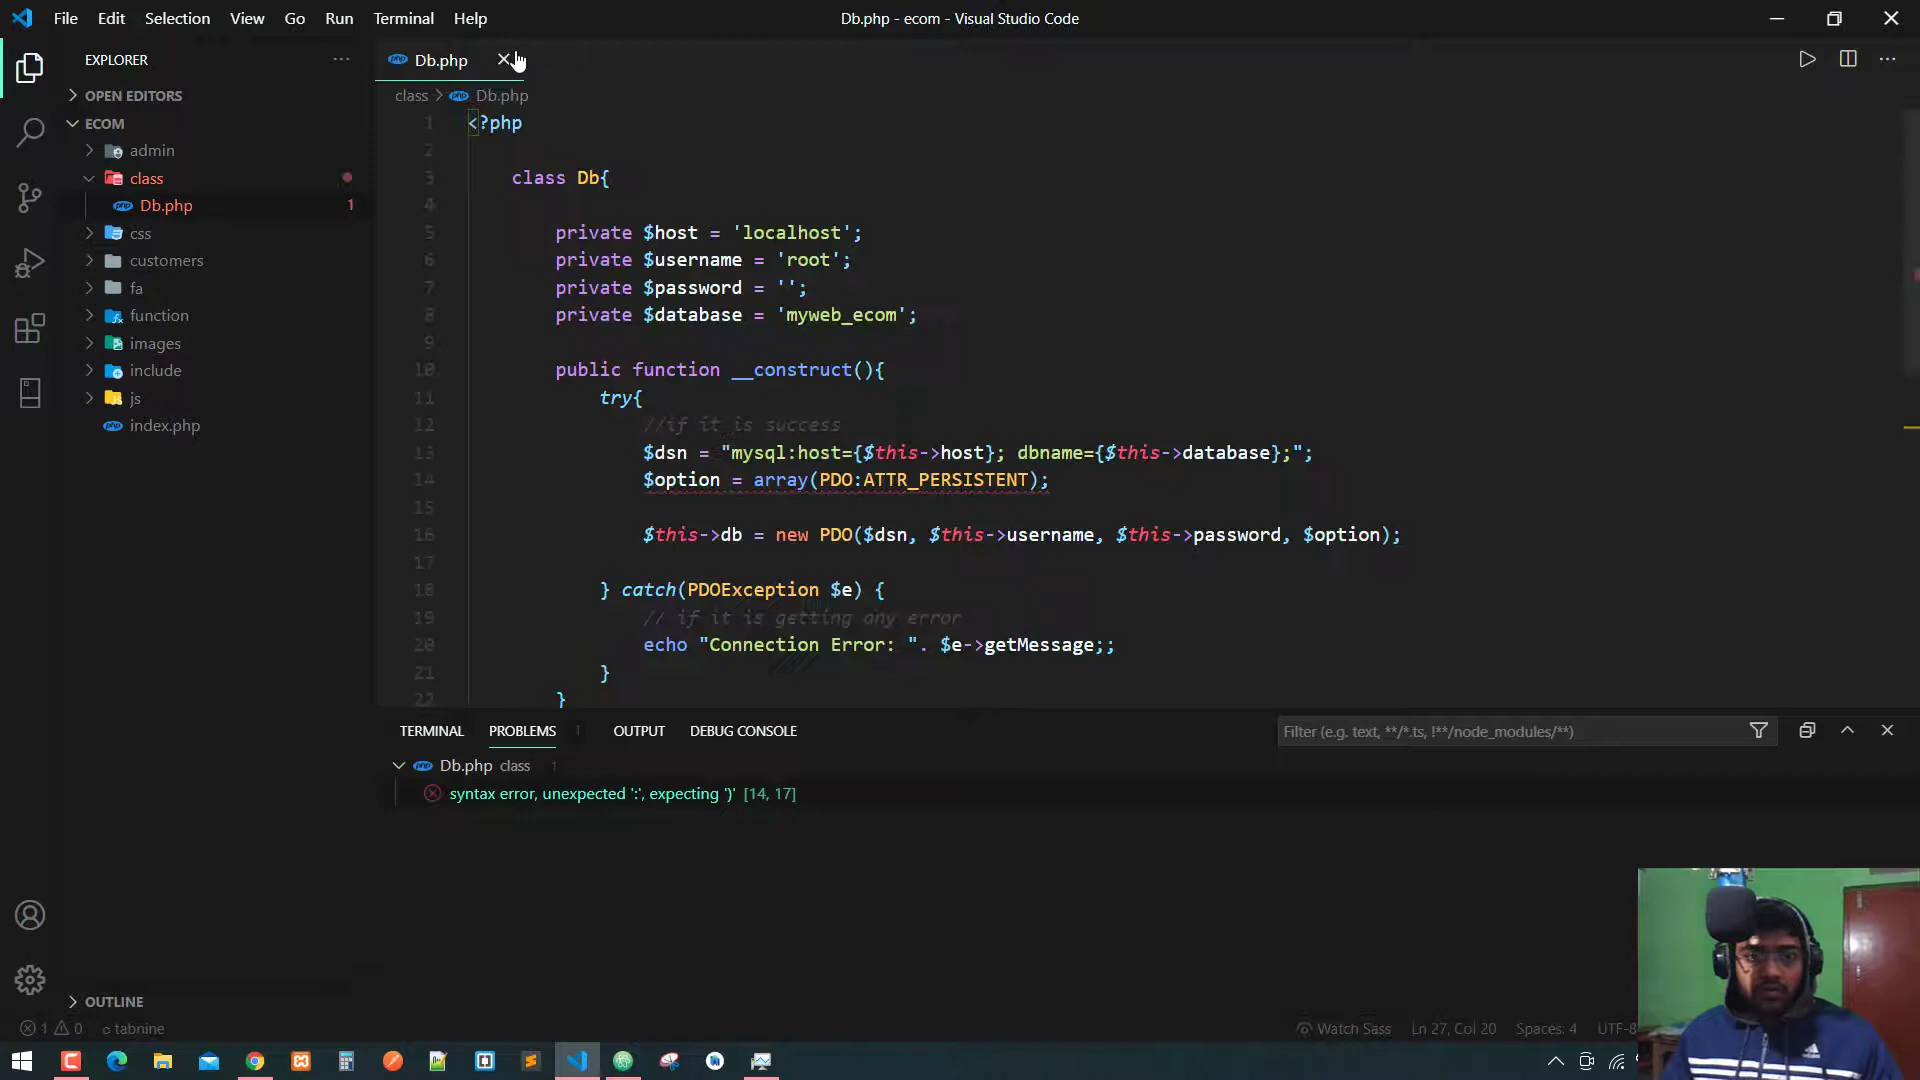 File Edit Selection View Go Run Terminal Help
Db.php - ecom - Visual Studio Code
EXPLORER
OPEN EDITORS
ECOM
admin
class
Db.php 1
css
customers
fa
function
images
include
js
index.php
OUTLINE
Db.php
class > Db.php
1 <?php
2
3 class Db{
4
5 private $host = 'localhost';
6 private $username = 'root';
7 private $password = '';
8 private $database = 'myweb_ecom';
9
10 public function __construct(){
11 try{
12 //if it is success
13 $dsn = "mysql:host={$this->host}; dbname={$this->database};";
14 $option = array(PDO:ATTR_PERSISTENT);
15
16 $this->db = new PDO($dsn, $this->username, $this->password, $option);
17
18 } catch(PDOException $e) {
19 // if it is getting any error
20 echo "Connection Error: ". $e->getMessage;;
21 }
22 }
TERMINAL PROBLEMS 1 OUTPUT DEBUG CONSOLE
Filter (e.g. text, **/*.ts, !**/node_modules/**)
Db.php class 1
syntax error, unexpected ':', expecting ')' [14, 17]
1 0 tabnine
Watch Sass Ln 27, Col 20 Spaces: 4 UTF-8